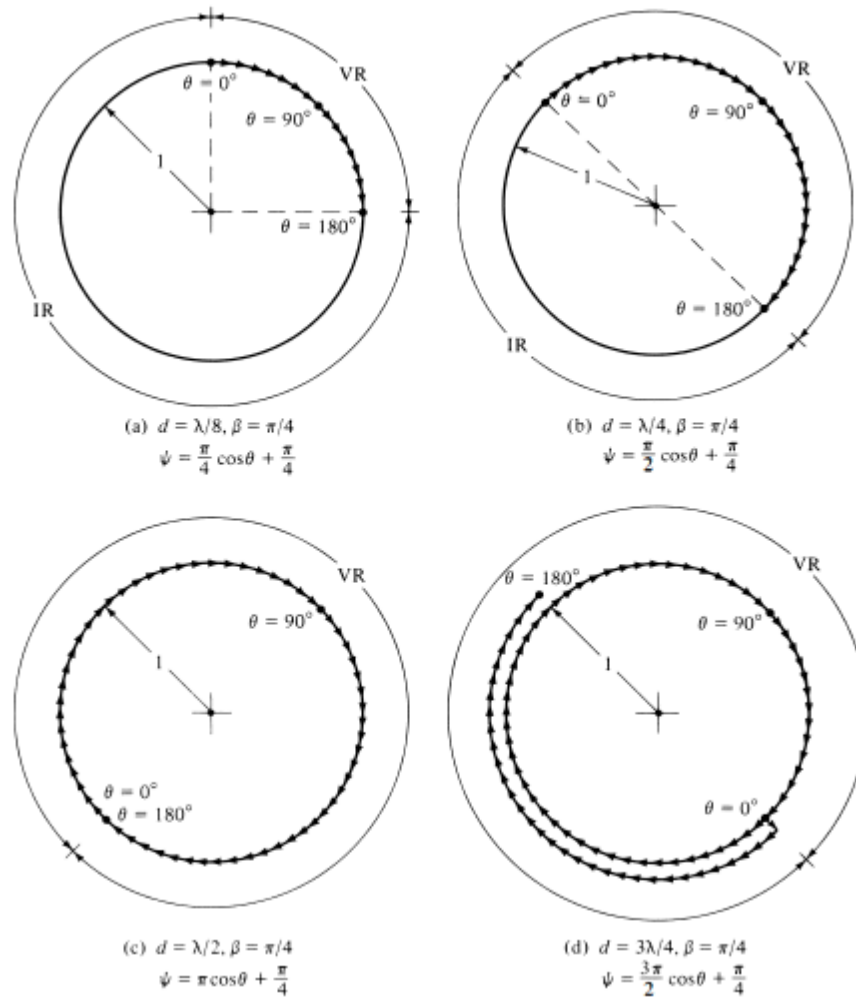 VR
θ = 0°
θ = 90°
1
θ = 180°
IR
(a) d = λ/8, β = π/4
ψ = π/4 cosθ + π/4
VR
θ = 0°
θ = 90°
1
θ = 180°
IR
(b) d = λ/4, β = π/4
ψ = π/2 cosθ + π/4
VR
θ = 90°
1
θ = 0°
θ = 180°
(c) d = λ/2, β = π/4
ψ = πcosθ + π/4
VR
θ = 180°
θ = 90°
1
θ = 0°
(d) d = 3λ/4, β = π/4
ψ = 3π/2 cosθ + π/4